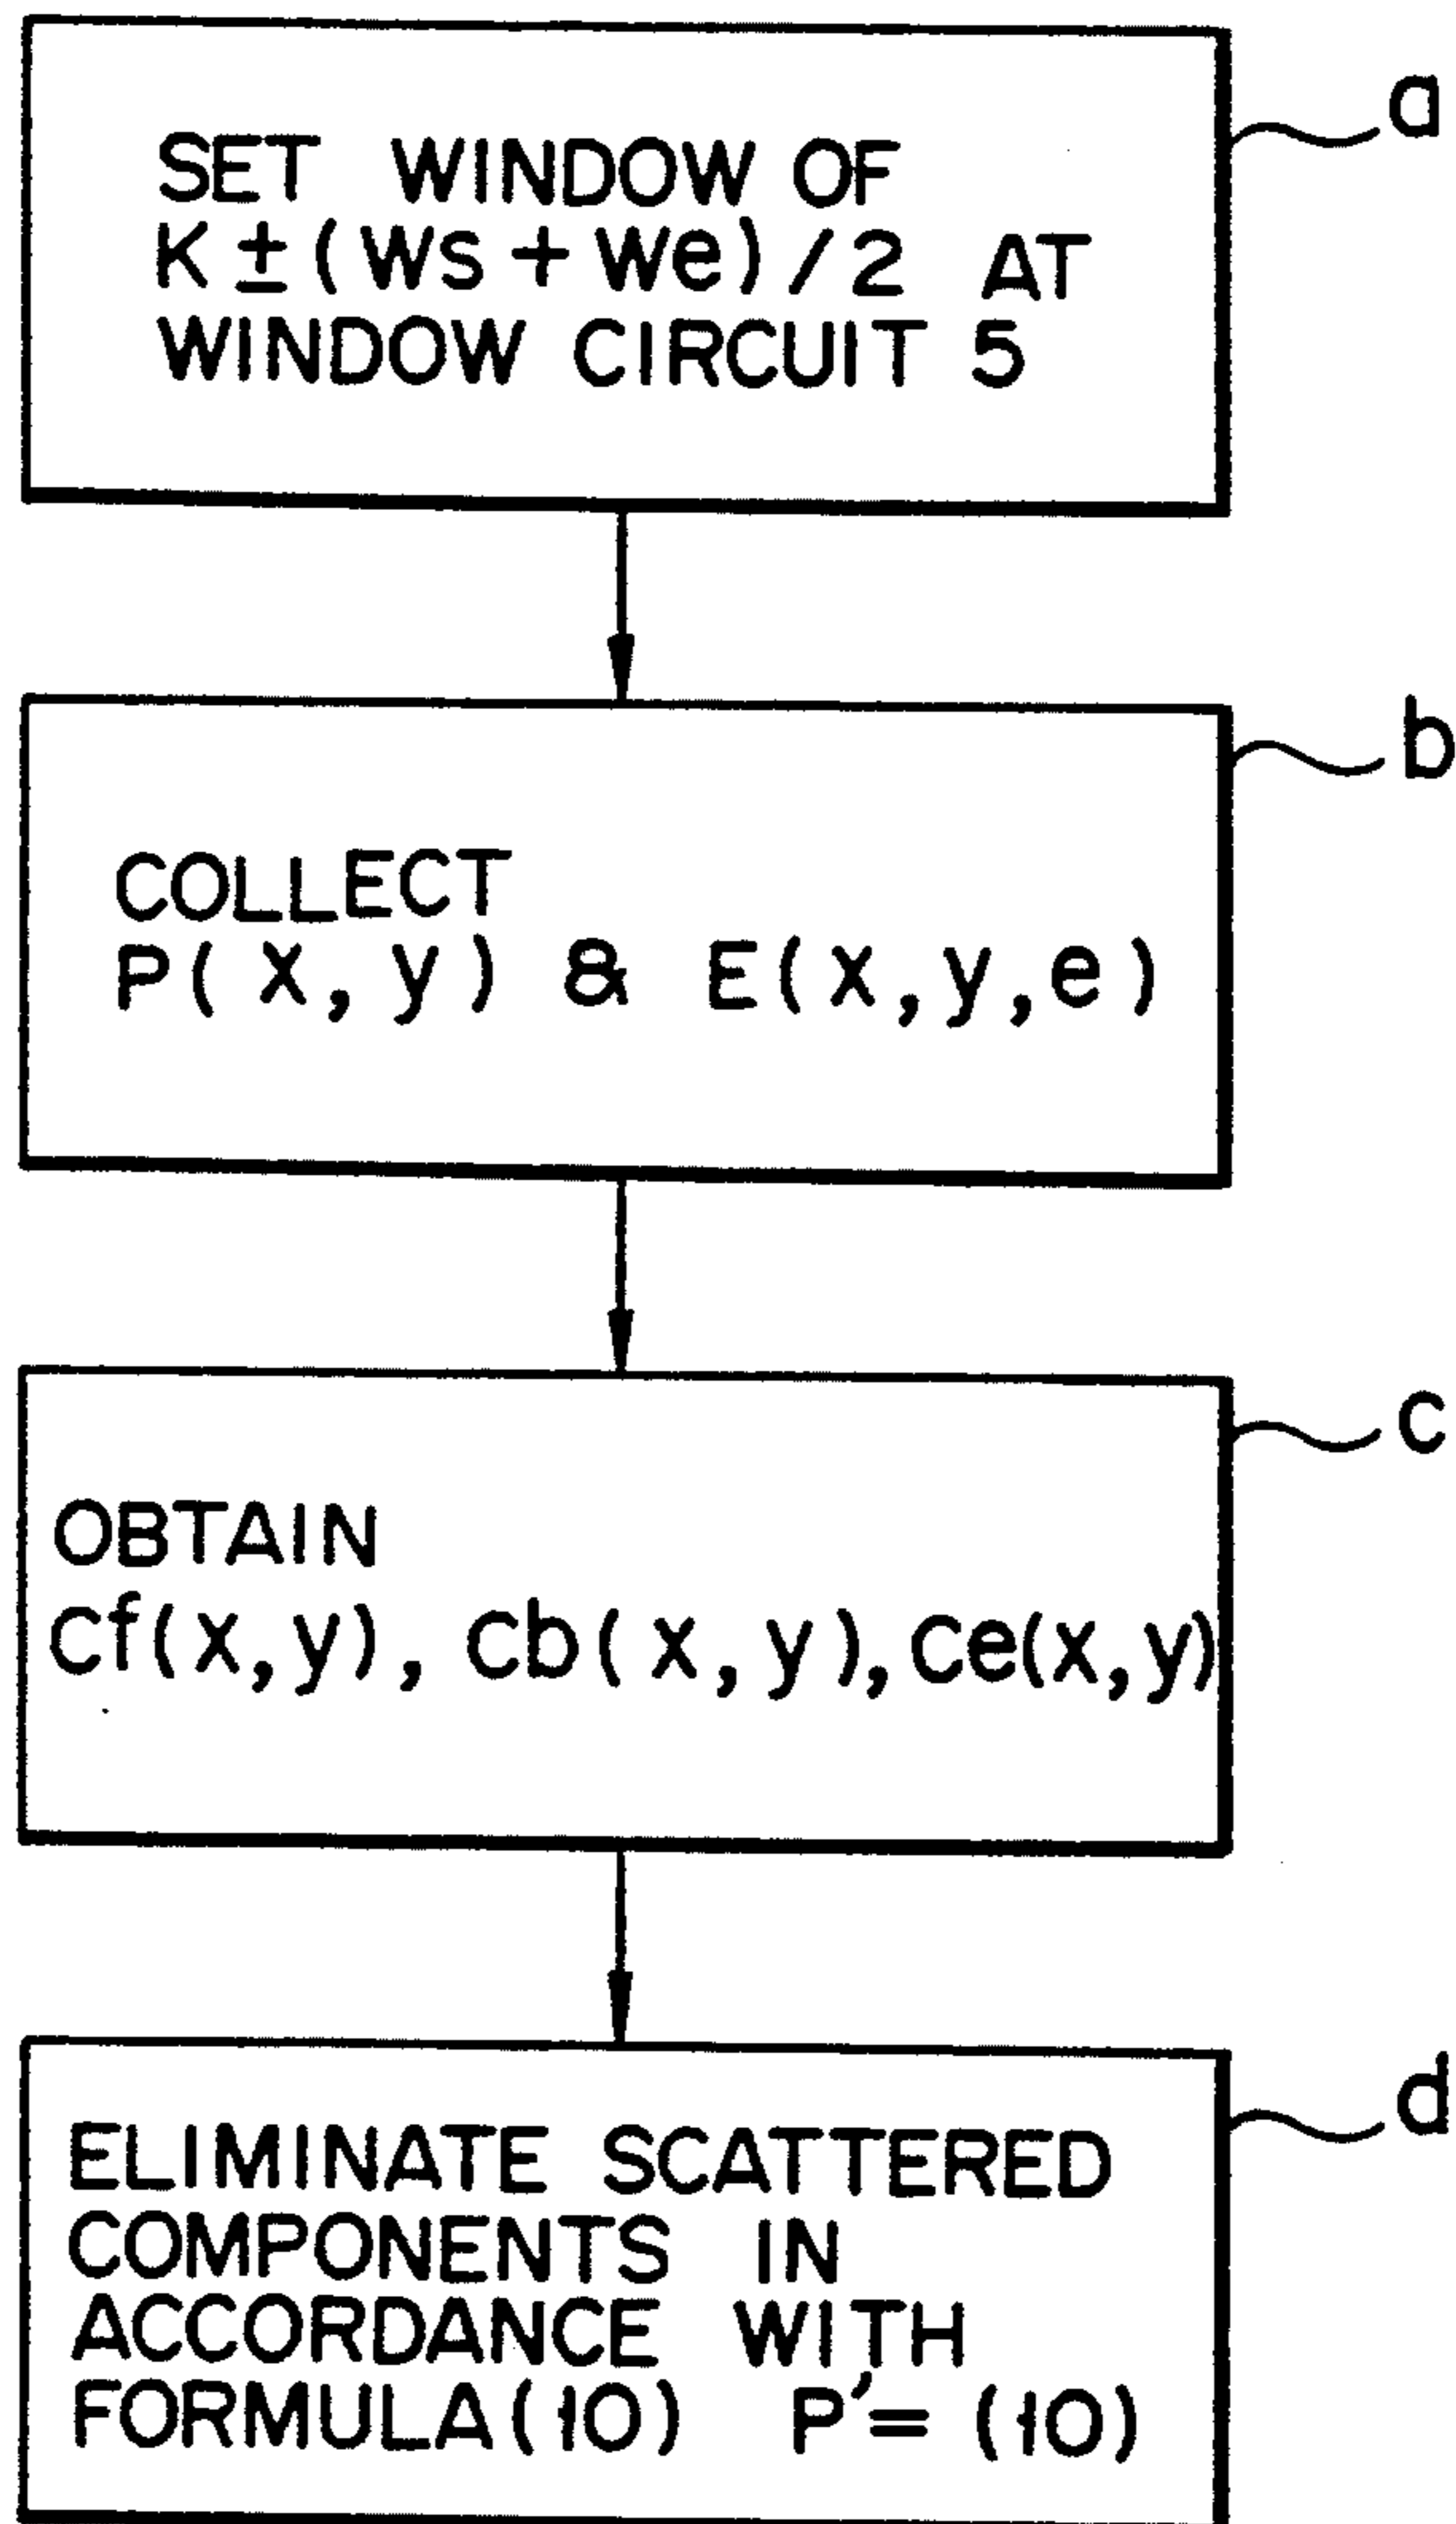 SET WINDOW OF
K ± (Ws + We) / 2 AT
WINDOW CIRCUIT 5
a
COLLECT
P(x, y) & E(x, y, e)
b
OBTAIN
Cf(x, y), Cb(x, y), Ce(x, y)
c
ELIMINATE SCATTERED
COMPONENTS IN
ACCORDANCE WITH
FORMULA (10) P' = (10)
d